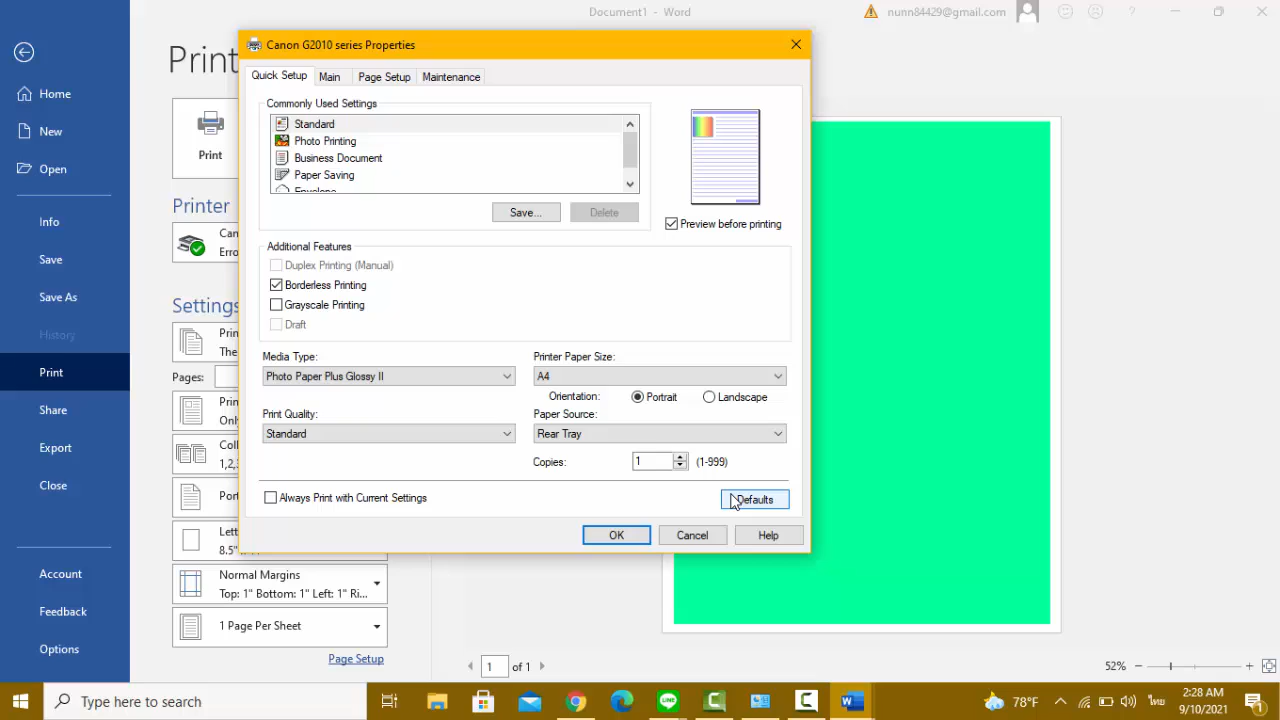 Document1 - Word
nunn84429@gmail.com
?
Home
New
Open
Info
Save
Save As
History
Print
Share
Export
Close
Account
Feedback
Options
Print
Print
Printer
Can
Erro
Settings
Prin
The
Pages:
Prin
Only
Coll
1,2,
Port
Lett
8.5" x
Normal Margins
Top: 1" Bottom: 1" Left: 1" Ri...
1 Page Per Sheet
Page Setup
Canon G2010 series Properties
Quick Setup
Main
Page Setup
Maintenance
Commonly Used Settings
Standard
Photo Printing
Business Document
Paper Saving
Envelope
Save...
Delete
Preview before printing
Additional Features
Duplex Printing (Manual)
Borderless Printing
Grayscale Printing
Draft
Media Type:
Photo Paper Plus Glossy II
Printer Paper Size:
A4
Orientation:
Portrait
Landscape
Print Quality:
Standard
Paper Source:
Rear Tray
Copies:
1
(1-999)
Always Print with Current Settings
Defaults
OK
Cancel
Help
1 of 1
52%
Type here to search
78°F
ไทย
2:28 AM
9/10/2021
1